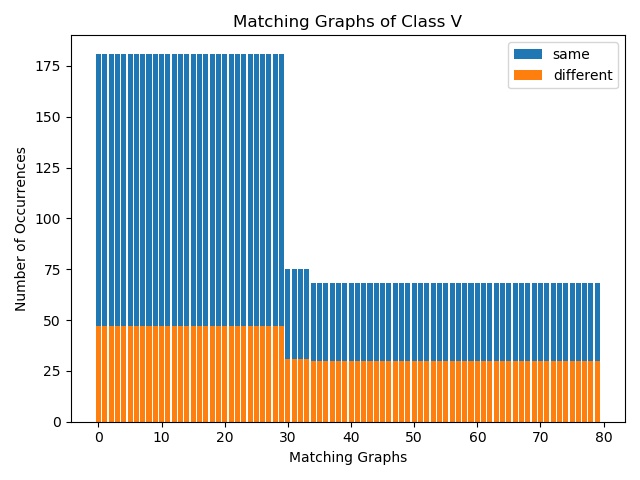 Matching Graphs of Class V
same
different
Number of Occurrences
175
150
125
100
75
50
25
0
0 10 20 30 40 50 60 70 80
Matching Graphs